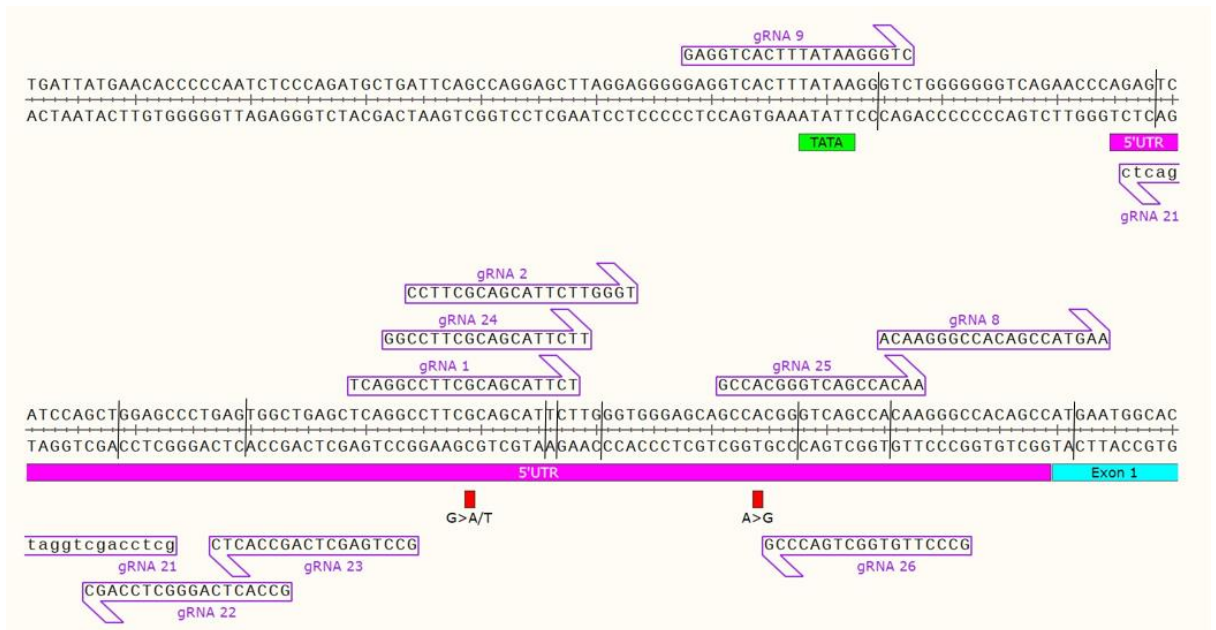 gRNA 9
GAGGTCACTTTATAAGGGTC
TGATTATGAACACCCCCAATCTCCCAGATGCTGATTCAGCCAGGAGCTTAGGAGGGGGAGGTCACTTTATAAGGGTCTGGGGGGGTCAGAACCCAGAGTC
ACTAATACTTGTGGGGGTTAGAGGGTCTACGACTAAGTCGGTCCTCGAATCCTCCCCCTCCAGTGAAATATTCCCAGACCCCCCCAGTCTTGGGTCTCAG
TATA 5'UTR
ctcag
gRNA 21
gRNA 2
CCTTCGCAGCATTCTTGGGT
gRNA 24 gRNA 8
GGCCTTCGCAGCATTCTT ACAAGGGCCACAGCCATGAA
gRNA 1 gRNA 25
TCAGGCCTTCGCAGCATTCT GCCACGGGTCAGCCACAA
ATCCAGCTGGAGCCCTGAGTGGCTGAGCTCAGGCCTTCGCAGCATTCTTGGGTGGGAGCAGCCACGGGTCAGCCACAAGGGCCACAGCCATGAATGGCAC
TAGGTCGACCTCGGGACTCACCGACTCGAGTCCGGAAGCGTCGTAAGAACCCACCCTCGTCGGTGCCCAGTCGGTGTTCCCGGTGTCGGTACTTACCGTG
5'UTR Exon 1
G>A/T A>G
taggtcgacctcg CTCACCGACTCGAGTCCG GCCCAGTCGGTGTTCCCG
gRNA 21 gRNA 23 gRNA 26
CGACCTCGGGACTCACCG
gRNA 22